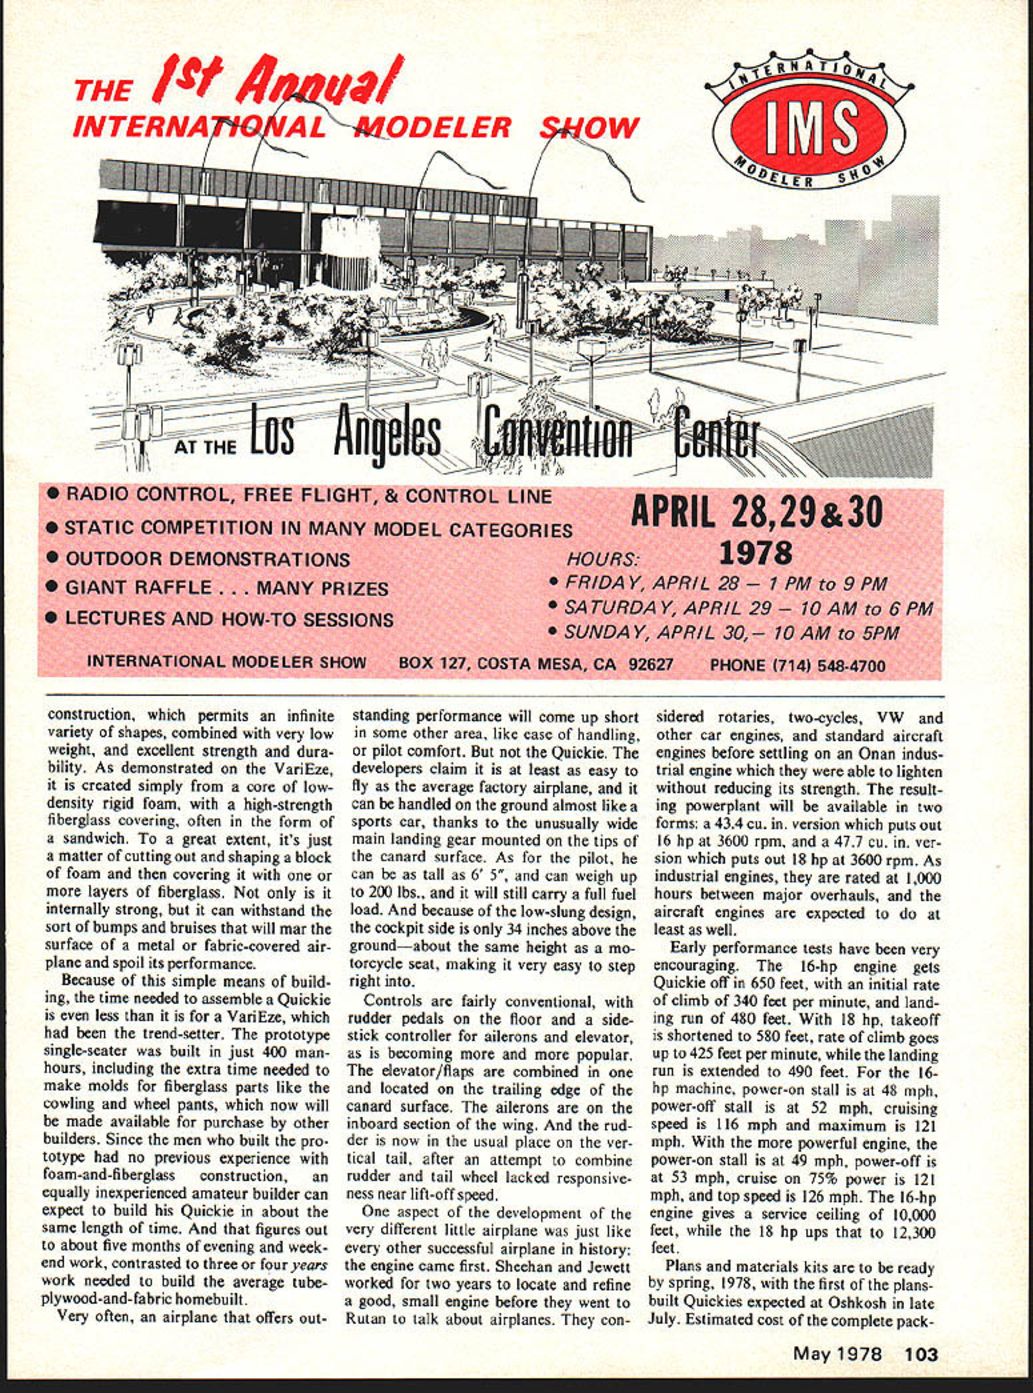 THE 1st Annual
INTERNATIONAL MODELER SHOW
INTERNATIONAL
IMS
MODELER SHOW
AT THE Los Angeles Convention Center
● RADIO CONTROL, FREE FLIGHT, & CONTROL LINE
● STATIC COMPETITION IN MANY MODEL CATEGORIES
● OUTDOOR DEMONSTRATIONS
● GIANT RAFFLE . . . MANY PRIZES
● LECTURES AND HOW-TO SESSIONS
APRIL 28,29 & 30
1978
HOURS:
● FRIDAY, APRIL 28 — 1 PM to 9 PM
● SATURDAY, APRIL 29 — 10 AM to 6 PM
● SUNDAY, APRIL 30,— 10 AM to 5PM
INTERNATIONAL MODELER SHOW BOX 127, COSTA MESA, CA 92627 PHONE (714) 548-4700
construction, which permits an infinite
variety of shapes, combined with very low
weight, and excellent strength and dura-
bility. As demonstrated on the VariEze,
it is created simply from a core of low-
density rigid foam, with a high-strength
fiberglass covering, often in the form of
a sandwich. To a great extent, it's just
a matter of cutting out and shaping a block
of foam and then covering it with one or
more layers of fiberglass. Not only is it
internally strong, but it can withstand the
sort of bumps and bruises that will mar the
surface of a metal or fabric-covered air-
plane and spoil its performance.
Because of this simple means of build-
ing, the time needed to assemble a Quickie
is even less than it is for a VariEze, which
had been the trend-setter. The prototype
single-seater was built in just 400 man-
hours, including the extra time needed to
make molds for fiberglass parts like the
cowling and wheel pants, which now will
be made available for purchase by other
builders. Since the men who built the pro-
totype had no previous experience with
foam-and-fiberglass construction, an
equally inexperienced amateur builder can
expect to build his Quickie in about the
same length of time. And that figures out
to about five months of evening and week-
end work, contrasted to three or four years
work needed to build the average tube-
plywood-and-fabric homebuilt.
Very often, an airplane that offers out-
standing performance will come up short
in some other area, like ease of handling,
or pilot comfort. But not the Quickie. The
developers claim it is at least as easy to
fly as the average factory airplane, and it
can be handled on the ground almost like a
sports car, thanks to the unusually wide
main landing gear mounted on the tips of
the canard surface. As for the pilot, he
can be as tall as 6' 5", and can weigh up
to 200 lbs., and it will still carry a full fuel
load. And because of the low-slung design,
the cockpit side is only 34 inches above the
ground—about the same height as a mo-
torcycle seat, making it very easy to step
right into.
Controls are fairly conventional, with
rudder pedals on the floor and a side-
stick controller for ailerons and elevator,
as is becoming more and more popular.
The elevator/flaps are combined in one
and located on the trailing edge of the
canard surface. The ailerons are on the
inboard section of the wing. And the rud-
der is now in the usual place on the ver-
tical tail, after an attempt to combine
rudder and tail wheel lacked responsive-
ness near lift-off speed.
One aspect of the development of the
very different little airplane was just like
every other successful airplane in history:
the engine came first. Sheehan and Jewett
worked for two years to locate and refine
a good, small engine before they went to
Rutan to talk about airplanes. They con-
sidered rotaries, two-cycles, VW and
other car engines, and standard aircraft
engines before settling on an Onan indus-
trial engine which they were able to lighten
without reducing its strength. The result-
ing powerplant will be available in two
forms: a 43.4 cu. in. version which puts out
16 hp at 3600 rpm, and a 47.7 cu. in. ver-
sion which puts out 18 hp at 3600 rpm. As
industrial engines, they are rated at 1,000
hours between major overhauls, and the
aircraft engines are expected to do at
least as well.
Early performance tests have been very
encouraging. The 16-hp engine gets
Quickie off in 650 feet, with an initial rate
of climb of 340 feet per minute, and land-
ing run of 480 feet. With 18 hp, takeoff
is shortened to 580 feet, rate of climb goes
up to 425 feet per minute, while the landing
run is extended to 490 feet. For the 16-
hp machine, power-on stall is at 48 mph,
power-off stall is at 52 mph, cruising
speed is 116 mph and maximum is 121
mph. With the more powerful engine, the
power-on stall is at 49 mph, power-off is
at 53 mph, cruise on 75% power is 121
mph, and top speed is 126 mph. The 16-hp
engine gives a service ceiling of 10,000
feet, while the 18 hp ups that to 12,300
feet.
Plans and materials kits are to be ready
by spring, 1978, with the first of the plans-
built Quickies expected at Oshkosh in late
July. Estimated cost of the complete pack-
May 1978 103